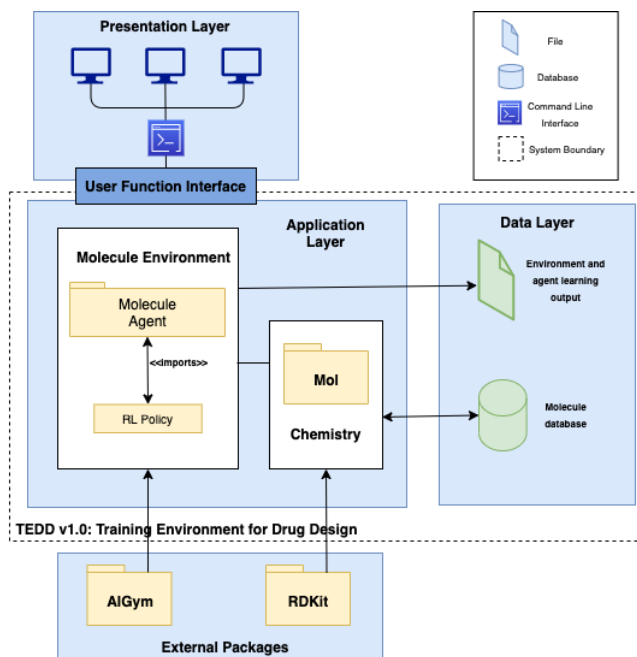 Presentation Layer
File
Database
Command Line
Interface
System Boundary
User Function Interface
Application
Layer
Data Layer
Molecule Environment
Molecule
Agent
<<imports>>
RL Policy
Mol
Chemistry
Environment and
agent learning
output
Molecule
database
TEDD v1.0: Training Environment for Drug Design
AIGym
RDKit
External Packages